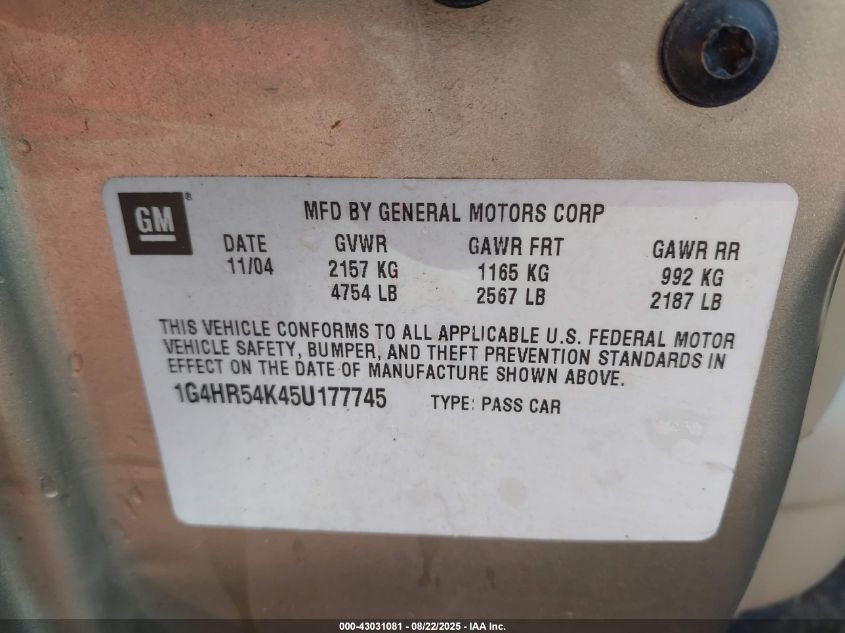 GM®
MFD BY GENERAL MOTORS CORP
DATE GVWR GAWR FRT GAWR RR
11/04 2157 KG 1165 KG 992 KG
4754 LB 2567 LB 2187 LB
THIS VEHICLE CONFORMS TO ALL APPLICABLE U.S. FEDERAL MOTOR
VEHICLE SAFETY, BUMPER, AND THEFT PREVENTION STANDARDS IN
EFFECT ON THE DATE OF MANUFACTURE SHOWN ABOVE.
1G4HR54K45U177745 TYPE: PASS CAR
000-43031081 - 08/22/2025 - IAA Inc.